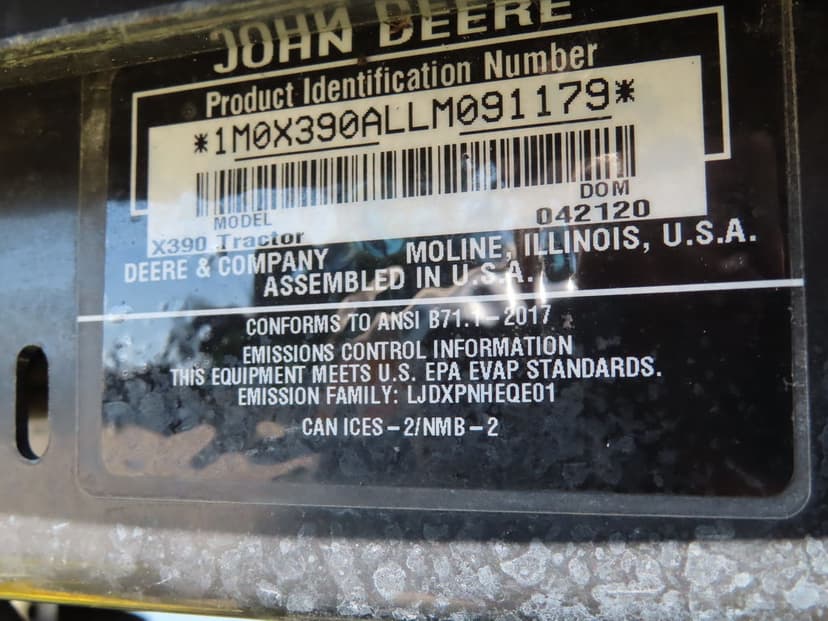 JOHN DEERE
Product Identification Number
*1M0X390ALLM091179*
MODEL DOM
X390 Tractor 042120
DEERE & COMPANY MOLINE, ILLINOIS, U.S.A.
ASSEMBLED IN U.S.A.
CONFORMS TO ANSI B71.1-2017
EMISSIONS CONTROL INFORMATION
THIS EQUIPMENT MEETS U.S. EPA EVAP STANDARDS.
EMISSION FAMILY: LJDXPNHEQE01
CAN ICES-2/NMB-2